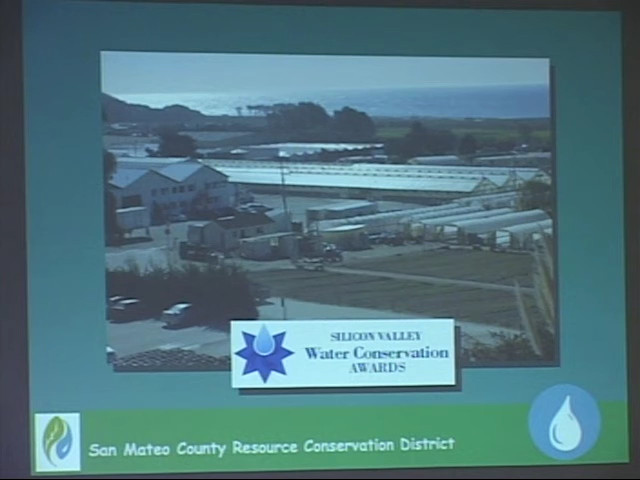 SILICON VALLEY
Water Conservation
AWARDS
San Mateo County Resource Conservation District